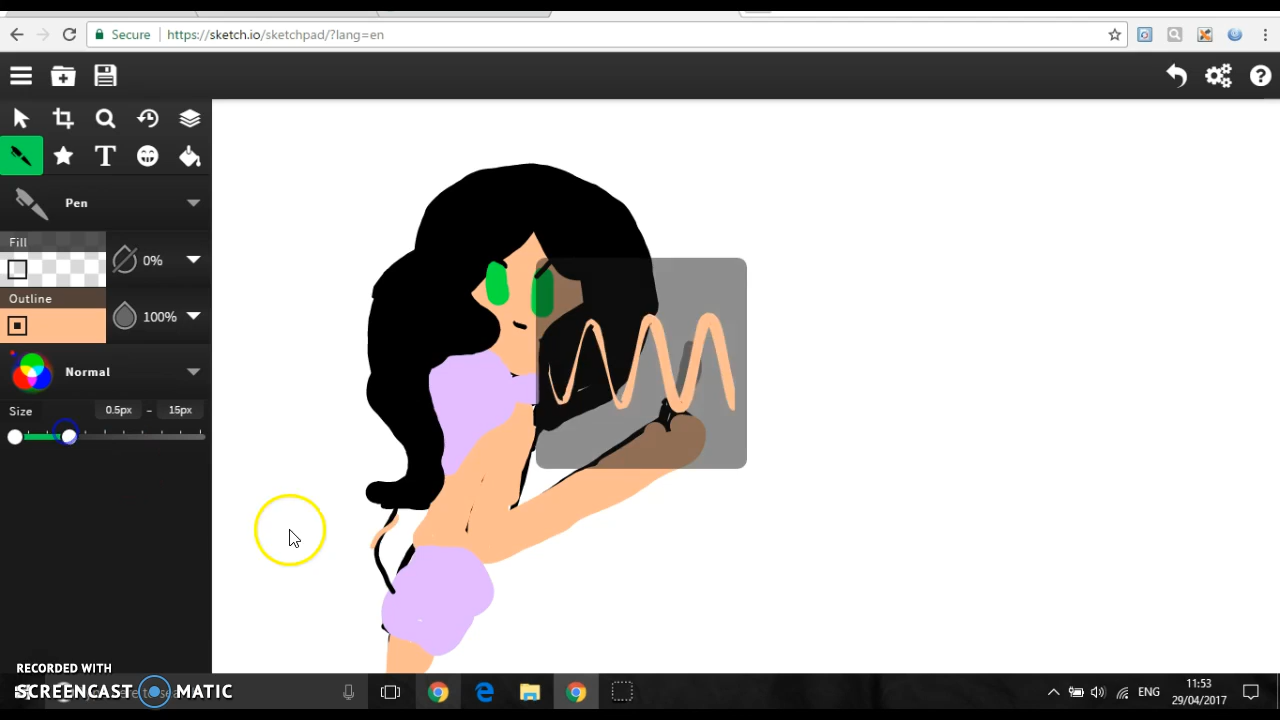 Secure
https://sketch.io/sketchpad/?lang=en
T
Pen
Fill
0%
Outline
100%
Normal
Size
0.5px – 15px
RECORDED WITH
SCREENCAST MATIC
ENG
11:53
29/04/2017